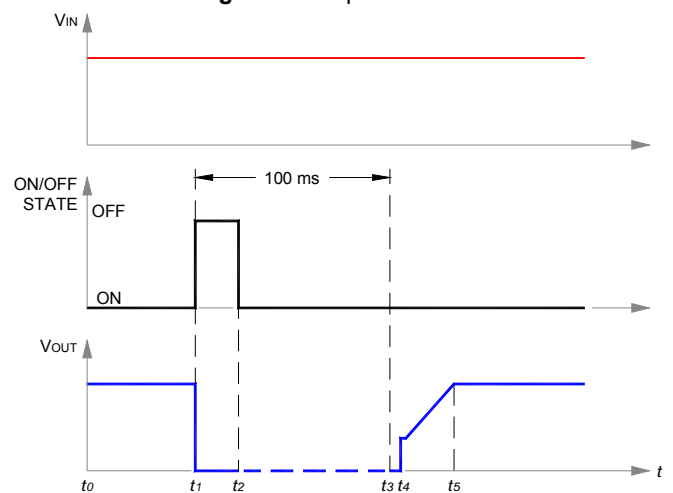 VIN
100 ms
ON/OFF
STATE
OFF
ON
VOUT
t
t0 t1 t2 t3 t4 t5